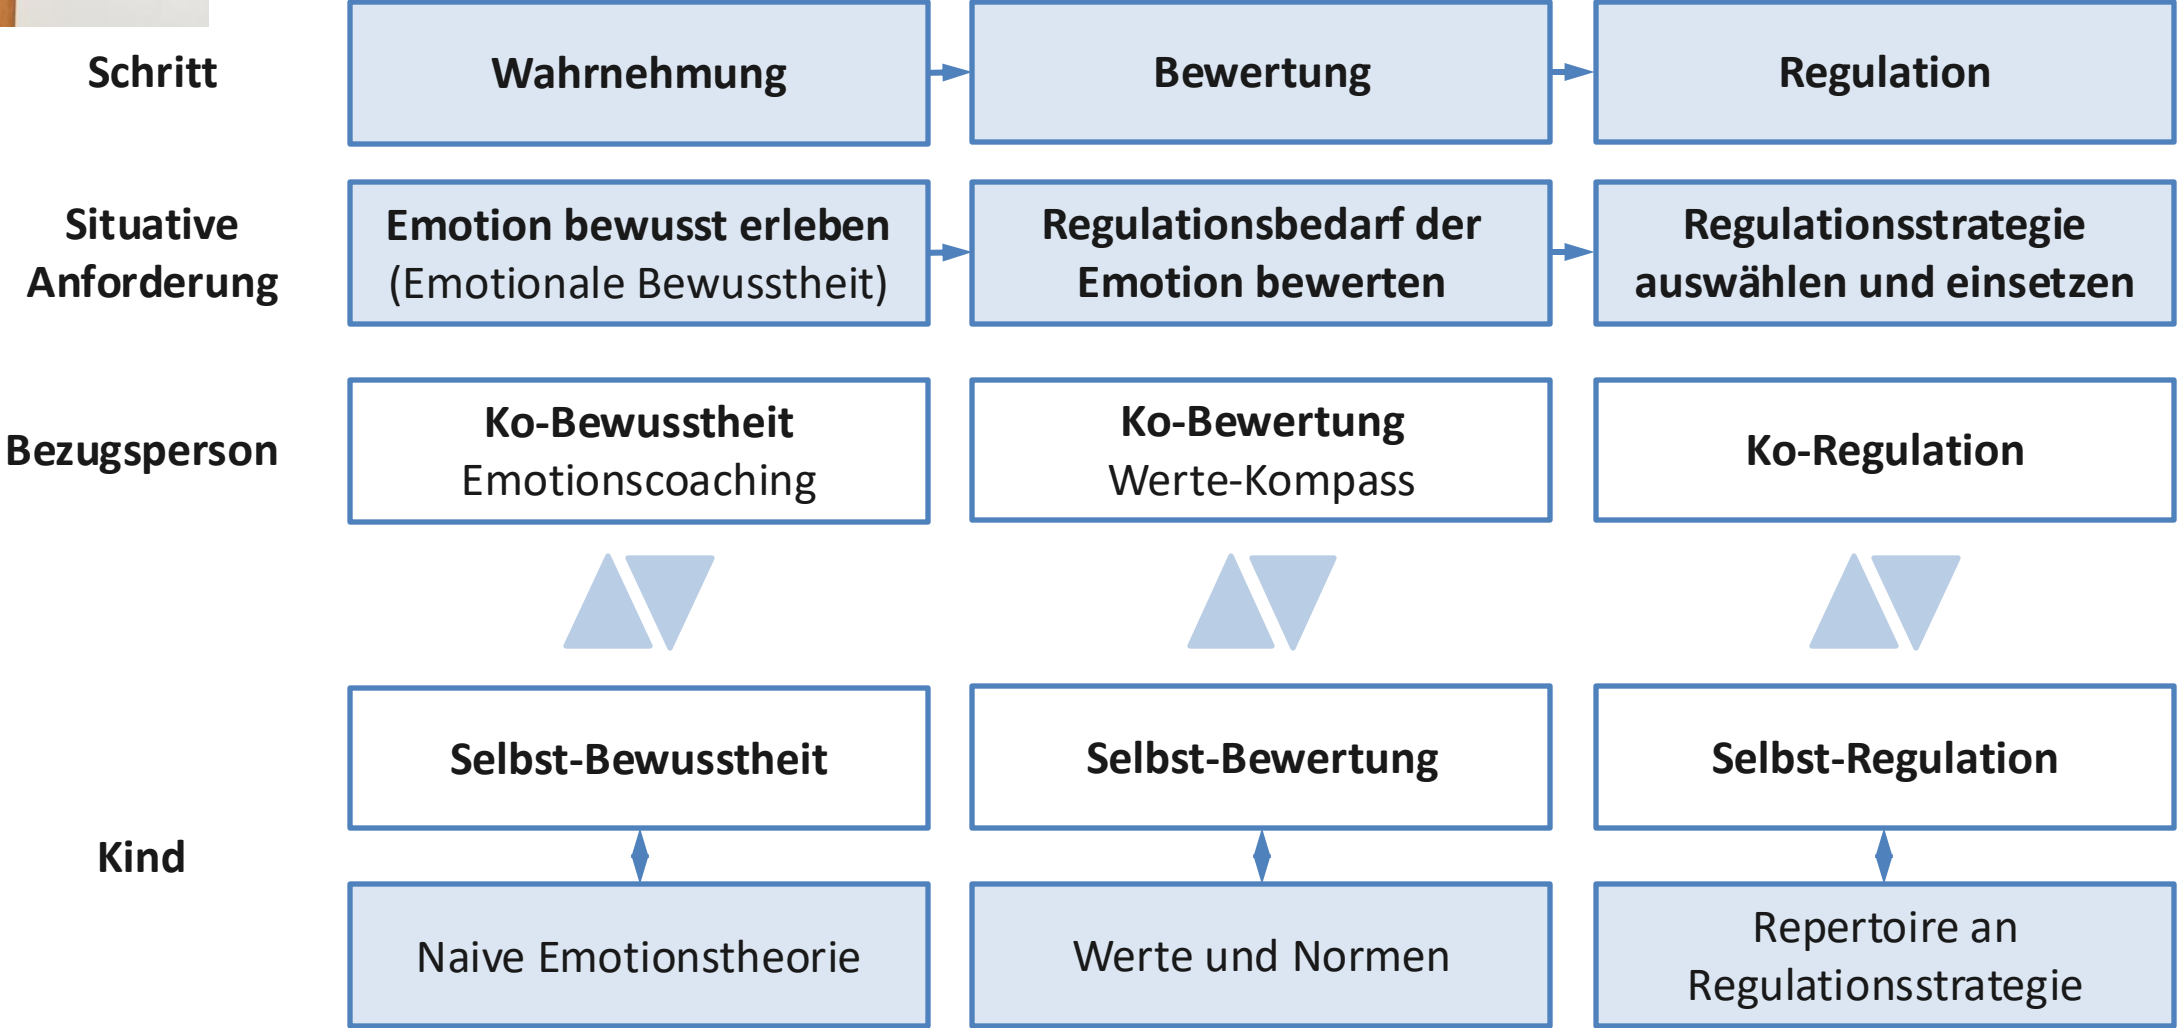 Schritt
Wahrnehmung
Bewertung
Regulation
Situative
Anforderung
Emotion bewusst erleben
(Emotionale Bewusstheit)
Regulationsbedarf der
Emotion bewerten
Regulationsstrategie
auswählen und einsetzen
Bezugsperson
Ko-Bewusstheit
Emotionscoaching
Ko-Bewertung
Werte-Kompass
Ko-Regulation
Kind
Selbst-Bewusstheit
Selbst-Bewertung
Selbst-Regulation
Naive Emotionstheorie
Werte und Normen
Repertoire an
Regulationsstrategie